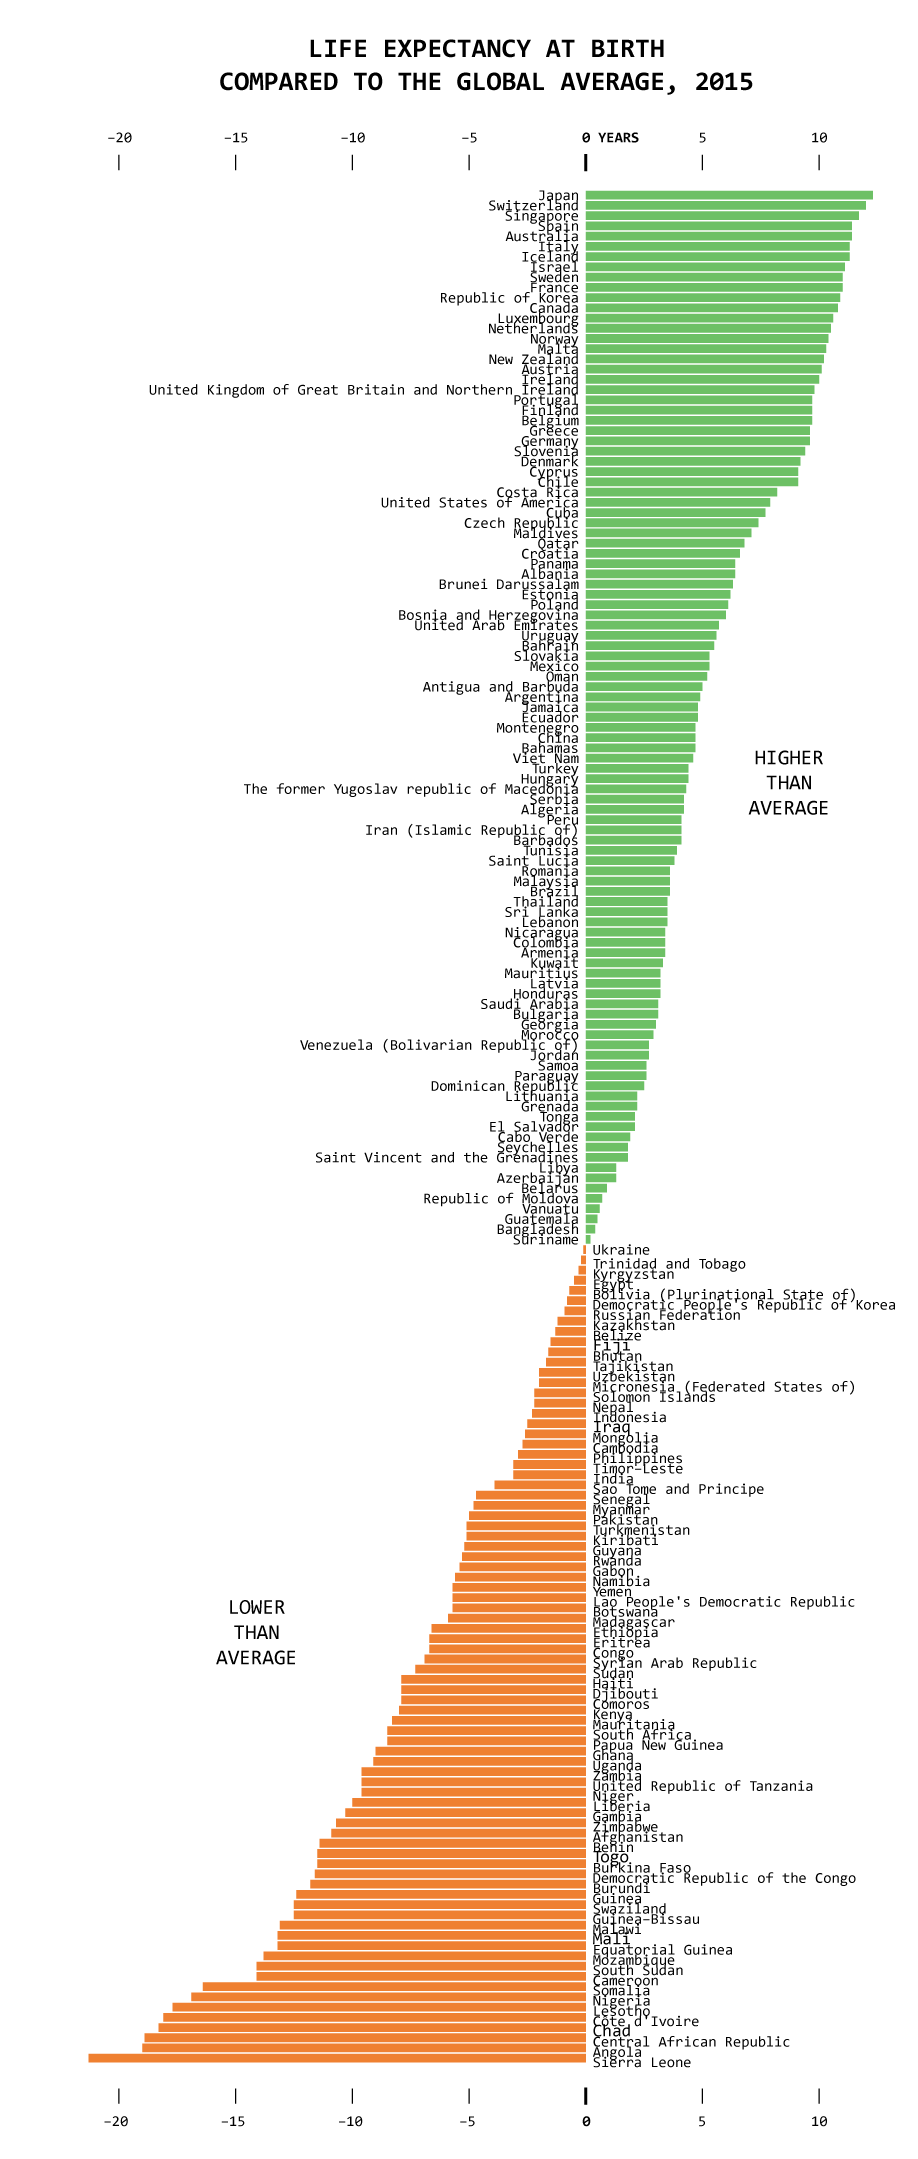 LIFE EXPECTANCY AT BIRTH
COMPARED TO THE GLOBAL AVERAGE, 2015
−20 −15 −10 −5 0 YEARS 5 10
Japan
Switzerland
Singapore
Spain
Australia
Italy
Iceland
Israel
Sweden
France
Republic of Korea
Canada
Luxembourg
Netherlands
Norway
Malta
New Zealand
Austria
Ireland
United Kingdom of Great Britain and Northern Ireland
Portugal
Finland
Belgium
Greece
Germany
Slovenia
Denmark
Cyprus
Chile
Costa Rica
United States of America
Cuba
Czech Republic
Maldives
Qatar
Croatia
Panama
Albania
Brunei Darussalam
Estonia
Poland
Bosnia and Herzegovina
United Arab Emirates
Uruguay
Bahrain
Slovakia
Mexico
Oman
Antigua and Barbuda
Argentina
Jamaica
Ecuador
Montenegro
China
Bahamas
Viet Nam
HIGHER
THAN
AVERAGE
Turkey
Hungary
The former Yugoslav republic of Macedonia
Serbia
Algeria
Peru
Iran (Islamic Republic of)
Barbados
Tunisia
Saint Lucia
Romania
Malaysia
Brazil
Thailand
Sri Lanka
Lebanon
Nicaragua
Colombia
Armenia
Kuwait
Mauritius
Latvia
Honduras
Saudi Arabia
Bulgaria
Georgia
Morocco
Venezuela (Bolivarian Republic of)
Jordan
Samoa
Paraguay
Dominican Republic
Lithuania
Grenada
Tonga
El Salvador
Cabo Verde
Seychelles
Saint Vincent and the Grenadines
Libya
Azerbaijan
Belarus
Republic of Moldova
Vanuatu
Guatemala
Bangladesh
Suriname
Ukraine
Trinidad and Tobago
Kyrgyzstan
Egypt
Bolivia (Plurinational State of)
Democratic People's Republic of Korea
Russian Federation
Kazakhstan
Belize
Fiji
Bhutan
Tajikistan
Uzbekistan
Micronesia (Federated States of)
Solomon Islands
Nepal
Indonesia
Iraq
Mongolia
Cambodia
Philippines
Timor-Leste
India
Sao Tome and Principe
Senegal
Myanmar
Pakistan
Turkmenistan
Kiribati
Guyana
Rwanda
Gabon
Namibia
Yemen
Lao People's Democratic Republic
Botswana
Madagascar
LOWER
THAN
AVERAGE
Ethiopia
Eritrea
Congo
Syrian Arab Republic
Sudan
Haiti
Djibouti
Comoros
Kenya
Mauritania
South Africa
Papua New Guinea
Ghana
Uganda
Zambia
United Republic of Tanzania
Niger
Liberia
Gambia
Zimbabwe
Afghanistan
Benin
Togo
Burkina Faso
Democratic Republic of the Congo
Burundi
Guinea
Swaziland
Guinea-Bissau
Malawi
Mali
Equatorial Guinea
Mozambique
South Sudan
Cameroon
Somalia
Nigeria
Lesotho
Côte d'Ivoire
Chad
Central African Republic
Angola
Sierra Leone
−20 −15 −10 −5 0 5 10